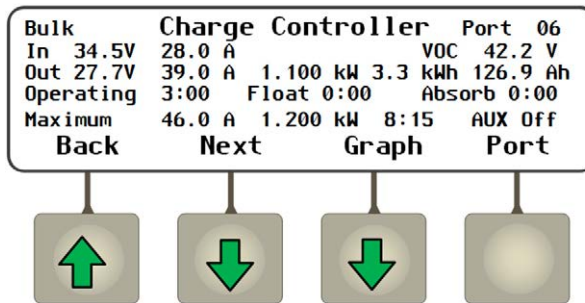 Bulk Charge Controller Port 06
In 34.5V 28.0 A VOC 42.2 V
Out 27.7V 39.0 A 1.100 kW 3.3 kWh 126.9 Ah
Operating 3:00 Float 0:00 Absorb 0:00
Maximum 46.0 A 1.200 kW 8:15 AUX Off
Back Next Graph Port